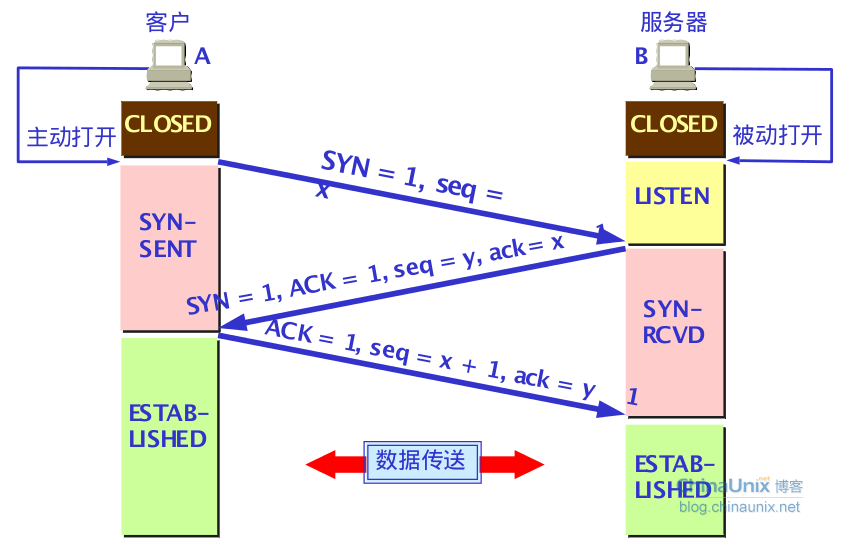 客户
服务器
A
B
CLOSED
CLOSED
主动打开
被动打开
SYN = 1, seq =
x
LISTEN
SYN-
SENT
1
SYN = 1, ACK = 1, seq = y, ack= x
SYN-
RCVD
ACK = 1, seq = x + 1, ack = y
1
ESTAB-
LISHED
数据传送
ESTAB-
LISHED
ChinaUnix.net 博客
blog.chinaunix.net